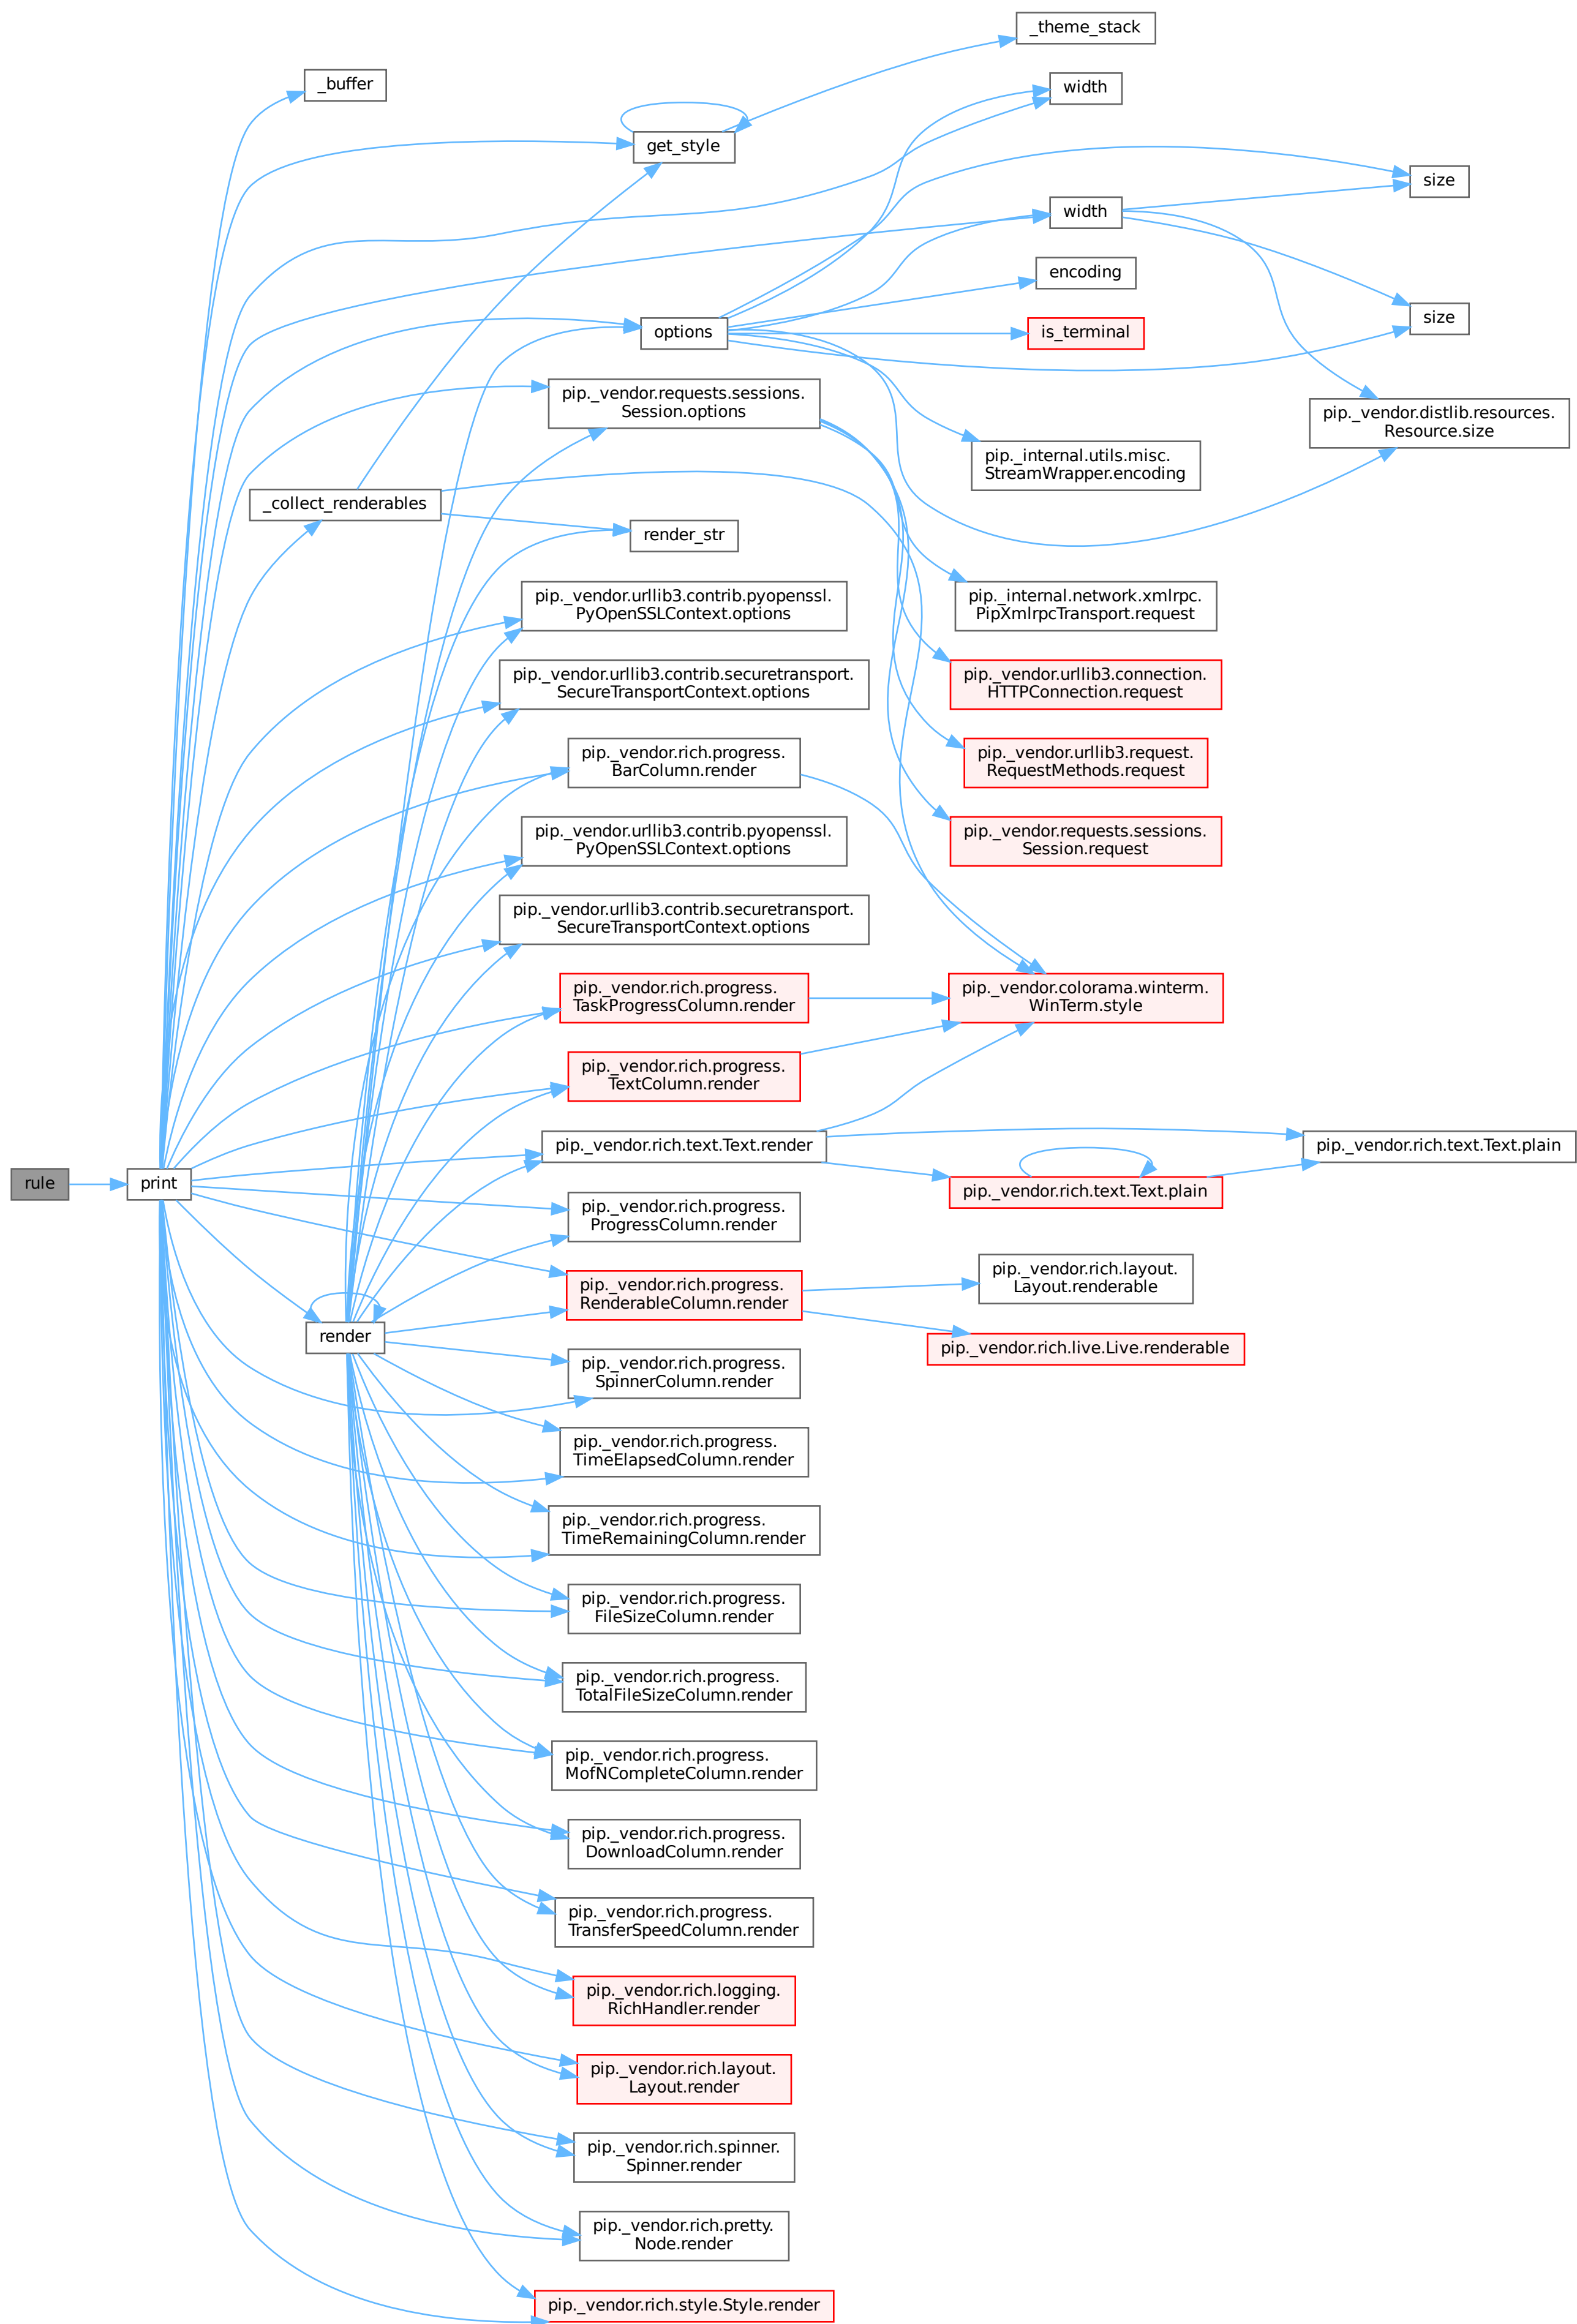 _theme_stack
_buffer
width
get_style
size
width
encoding
size
options
is_terminal
pip._vendor.requests.sessions.
Session.options
pip._vendor.distlib.resources.
Resource.size
pip._internal.utils.misc.
StreamWrapper.encoding
_collect_renderables
render_str
pip._vendor.urllib3.contrib.pyopenssl.
PyOpenSSLContext.options
pip._internal.network.xmlrpc.
PipXmlrpcTransport.request
pip._vendor.urllib3.contrib.securetransport.
SecureTransportContext.options
pip._vendor.urllib3.connection.
HTTPConnection.request
pip._vendor.rich.progress.
BarColumn.render
pip._vendor.urllib3.request.
RequestMethods.request
pip._vendor.urllib3.contrib.pyopenssl.
PyOpenSSLContext.options
pip._vendor.requests.sessions.
Session.request
pip._vendor.urllib3.contrib.securetransport.
SecureTransportContext.options
pip._vendor.rich.progress.
TaskProgressColumn.render
pip._vendor.colorama.winterm.
WinTerm.style
pip._vendor.rich.progress.
TextColumn.render
pip._vendor.rich.text.Text.render
pip._vendor.rich.text.Text.plain
rule
print
pip._vendor.rich.text.Text.plain
pip._vendor.rich.progress.
ProgressColumn.render
pip._vendor.rich.layout.
Layout.renderable
pip._vendor.rich.progress.
RenderableColumn.render
render
pip._vendor.rich.live.Live.renderable
pip._vendor.rich.progress.
SpinnerColumn.render
pip._vendor.rich.progress.
TimeElapsedColumn.render
pip._vendor.rich.progress.
TimeRemainingColumn.render
pip._vendor.rich.progress.
FileSizeColumn.render
pip._vendor.rich.progress.
TotalFileSizeColumn.render
pip._vendor.rich.progress.
MofNCompleteColumn.render
pip._vendor.rich.progress.
DownloadColumn.render
pip._vendor.rich.progress.
TransferSpeedColumn.render
pip._vendor.rich.logging.
RichHandler.render
pip._vendor.rich.layout.
Layout.render
pip._vendor.rich.spinner.
Spinner.render
pip._vendor.rich.pretty.
Node.render
pip._vendor.rich.style.Style.render